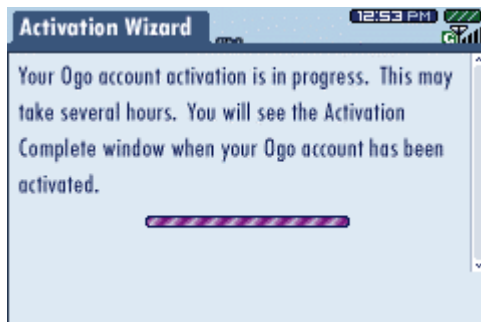 Activation Wizard
12:53 PM
G
Your Ogo account activation is in progress. This may
take several hours. You will see the Activation
Complete window when your Ogo account has been
activated.